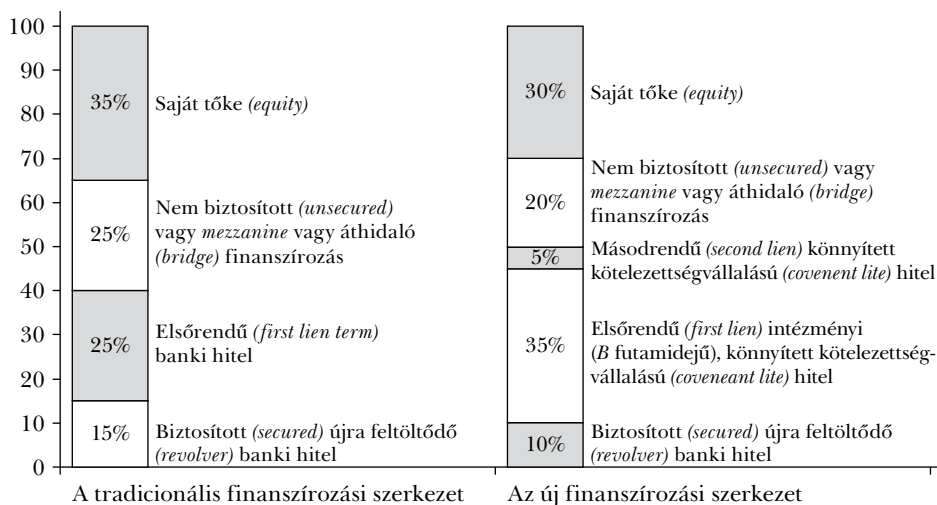 100
90
80
70
60
50
40
30
20
10
0
35%
Saját tőke (equity)
25%
Nem biztosított (unsecured)
vagy mezzanine vagy áthidaló
(bridge) finanszírozás
25%
Elsőrendű (first lien term)
banki hitel
15%
Biztosított (secured) újra feltöltődő
(revolver) banki hitel
A tradicionális finanszírozási szerkezet
30%
Saját tőke (equity)
20%
Nem biztosított (unsecured) vagy
mezzanine vagy áthidaló (bridge)
finanszírozás
5%
Másodrendű (second lien) könnyített
kötelezettségvállalású (covenent lite) hitel
35%
Elsőrendű (first lien) intézményi
(B futamidejű), könnyített kötelezettség-
vállalású (coveneant lite) hitel
10%
Biztosított (secured) újra feltöltődő
(revolver) banki hitel
Az új finanszírozási szerkezet